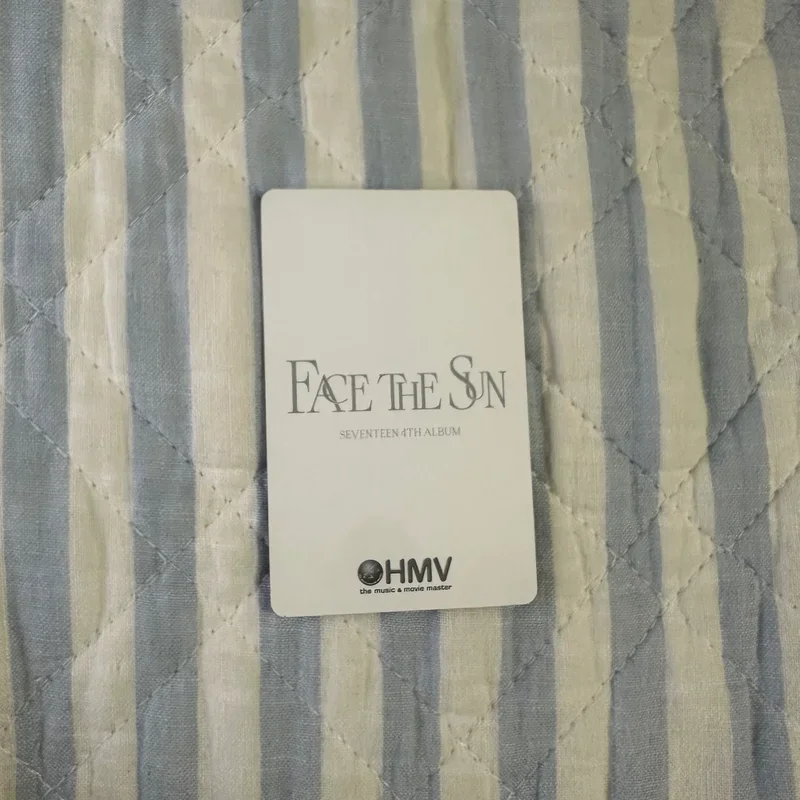 FACE THE SUN
SEVENTEEN 4TH ALBUM
HMV
the music & movie master